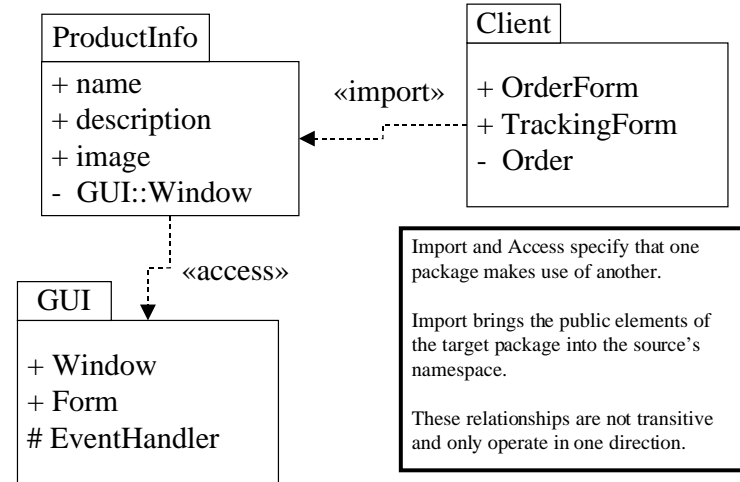 ProductInfo
+ name
+ description
+ image
- GUI::Window
«import»
Client
+ OrderForm
+ TrackingForm
- Order
«access»
GUI
+ Window
+ Form
# EventHandler
Import and Access specify that one
package makes use of another.
Import brings the public elements of
the target package into the source’s
namespace.
These relationships are not transitive
and only operate in one direction.